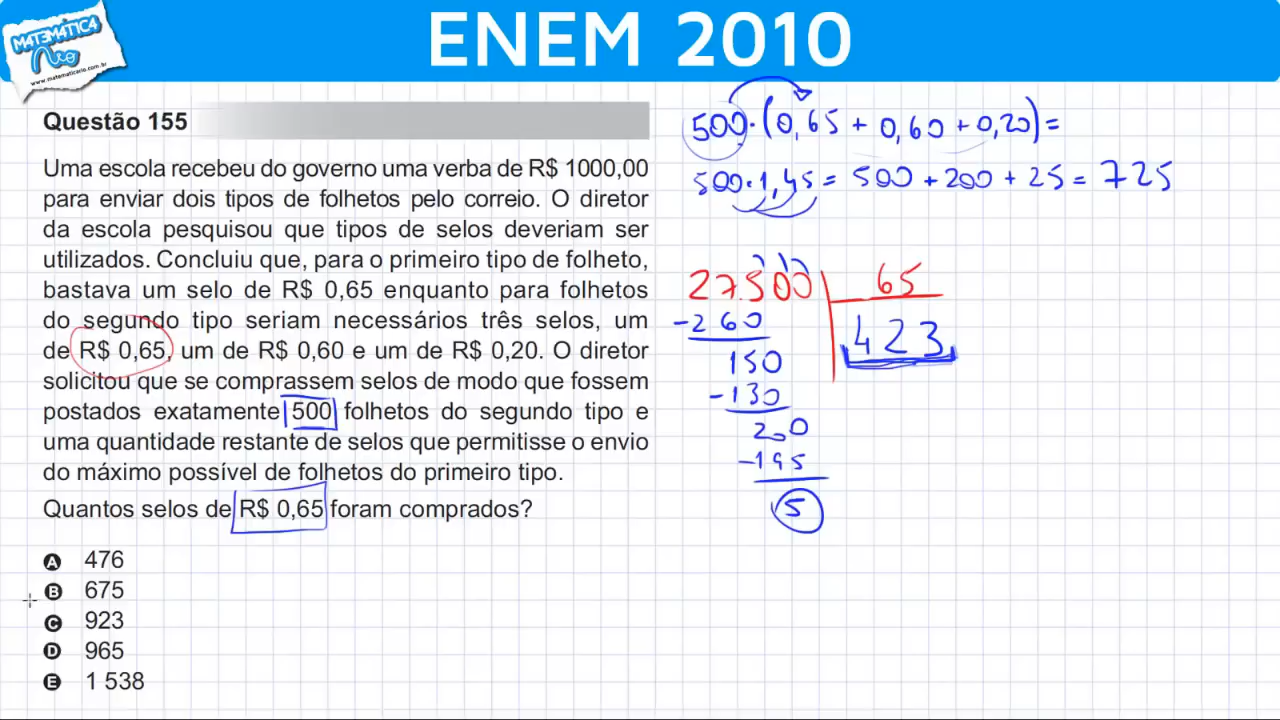 MATEMÁTICA
Rio
www.matematicario.com.br
ENEM 2010
Questão 155
Uma escola recebeu do governo uma verba de R$ 1000,00
para enviar dois tipos de folhetos pelo correio. O diretor
da escola pesquisou que tipos de selos deveriam ser
utilizados. Concluiu que, para o primeiro tipo de folheto,
bastava um selo de R$ 0,65 enquanto para folhetos
do segundo tipo seriam necessários três selos, um
de R$ 0,65, um de R$ 0,60 e um de R$ 0,20. O diretor
solicitou que se comprassem selos de modo que fossem
postados exatamente 500 folhetos do segundo tipo e
uma quantidade restante de selos que permitisse o envio
do máximo possível de folhetos do primeiro tipo.
Quantos selos de R$ 0,65 foram comprados?
A 476
B 675
C 923
D 965
E 1 538
500·(0,65 + 0,60 + 0,20) =
500·1,45 = 500 + 200 + 25 = 725
27.500 65
-260 423
150
-130
200
-195
5